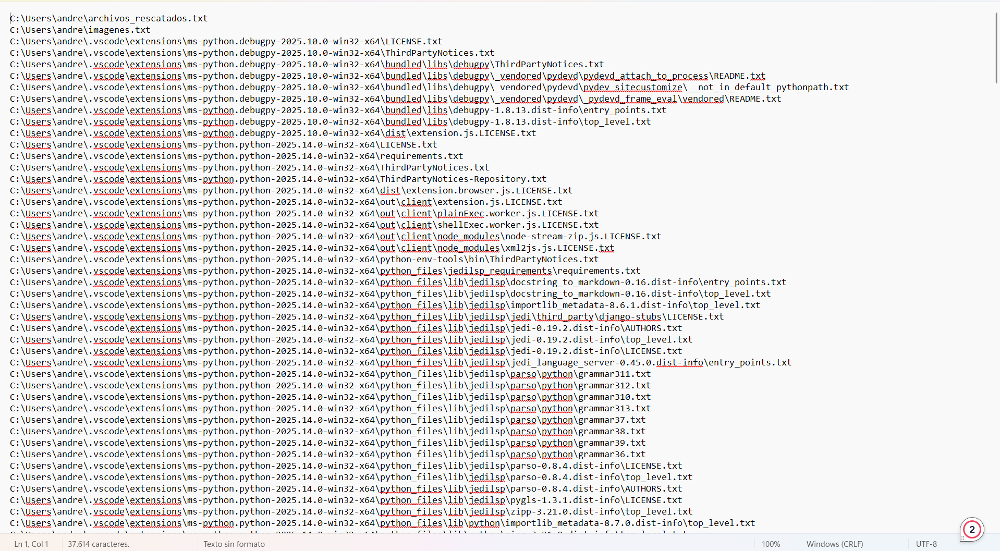 C:\Users\andre\archivos_rescatados.txt
C:\Users\andre\imagenes.txt
C:\Users\andre\.vscode\extensions\ms-python.debugpy-2025.10.0-win32-x64\LICENSE.txt
C:\Users\andre\.vscode\extensions\ms-python.debugpy-2025.10.0-win32-x64\ThirdPartyNotices.txt
C:\Users\andre\.vscode\extensions\ms-python.debugpy-2025.10.0-win32-x64\bundled\libs\debugpy\ThirdPartyNotices.txt
C:\Users\andre\.vscode\extensions\ms-python.debugpy-2025.10.0-win32-x64\bundled\libs\debugpy\_vendored\pydevd\pydevd_attach_to_process\README.txt
C:\Users\andre\.vscode\extensions\ms-python.debugpy-2025.10.0-win32-x64\bundled\libs\debugpy\_vendored\pydevd\pydev_sitecustomize\__not_in_default_pythonpath.txt
C:\Users\andre\.vscode\extensions\ms-python.debugpy-2025.10.0-win32-x64\bundled\libs\debugpy\_vendored\pydevd\_pydevd_frame_eval\vendored\README.txt
C:\Users\andre\.vscode\extensions\ms-python.debugpy-2025.10.0-win32-x64\bundled\libs\debugpy-1.8.13.dist-info\entry_points.txt
C:\Users\andre\.vscode\extensions\ms-python.debugpy-2025.10.0-win32-x64\bundled\libs\debugpy-1.8.13.dist-info\top_level.txt
C:\Users\andre\.vscode\extensions\ms-python.debugpy-2025.10.0-win32-x64\dist\extension.js.LICENSE.txt
C:\Users\andre\.vscode\extensions\ms-python.python-2025.14.0-win32-x64\LICENSE.txt
C:\Users\andre\.vscode\extensions\ms-python.python-2025.14.0-win32-x64\requirements.txt
C:\Users\andre\.vscode\extensions\ms-python.python-2025.14.0-win32-x64\ThirdPartyNotices.txt
C:\Users\andre\.vscode\extensions\ms-python.python-2025.14.0-win32-x64\ThirdPartyNotices-Repository.txt
C:\Users\andre\.vscode\extensions\ms-python.python-2025.14.0-win32-x64\dist\extension.browser.js.LICENSE.txt
C:\Users\andre\.vscode\extensions\ms-python.python-2025.14.0-win32-x64\out\client\extension.js.LICENSE.txt
C:\Users\andre\.vscode\extensions\ms-python.python-2025.14.0-win32-x64\out\client\plainExec.worker.js.LICENSE.txt
C:\Users\andre\.vscode\extensions\ms-python.python-2025.14.0-win32-x64\out\client\shellExec.worker.js.LICENSE.txt
C:\Users\andre\.vscode\extensions\ms-python.python-2025.14.0-win32-x64\out\client\node_modules\node-stream-zip.js.LICENSE.txt
C:\Users\andre\.vscode\extensions\ms-python.python-2025.14.0-win32-x64\out\client\node_modules\xml2js.js.LICENSE.txt
C:\Users\andre\.vscode\extensions\ms-python.python-2025.14.0-win32-x64\python-env-tools\bin\ThirdPartyNotices.txt
C:\Users\andre\.vscode\extensions\ms-python.python-2025.14.0-win32-x64\python_files\jedilsp_requirements\requirements.txt
C:\Users\andre\.vscode\extensions\ms-python.python-2025.14.0-win32-x64\python_files\lib\jedilsp\docstring_to_markdown-0.16.dist-info\entry_points.txt
C:\Users\andre\.vscode\extensions\ms-python.python-2025.14.0-win32-x64\python_files\lib\jedilsp\docstring_to_markdown-0.16.dist-info\top_level.txt
C:\Users\andre\.vscode\extensions\ms-python.python-2025.14.0-win32-x64\python_files\lib\jedilsp\importlib_metadata-8.6.1.dist-info\top_level.txt
C:\Users\andre\.vscode\extensions\ms-python.python-2025.14.0-win32-x64\python_files\lib\jedilsp\jedi\third_party\django-stubs\LICENSE.txt
C:\Users\andre\.vscode\extensions\ms-python.python-2025.14.0-win32-x64\python_files\lib\jedilsp\jedi-0.19.2.dist-info\AUTHORS.txt
C:\Users\andre\.vscode\extensions\ms-python.python-2025.14.0-win32-x64\python_files\lib\jedilsp\jedi-0.19.2.dist-info\top_level.txt
C:\Users\andre\.vscode\extensions\ms-python.python-2025.14.0-win32-x64\python_files\lib\jedilsp\jedi-0.19.2.dist-info\LICENSE.txt
C:\Users\andre\.vscode\extensions\ms-python.python-2025.14.0-win32-x64\python_files\lib\jedilsp\jedi_language_server-0.45.0.dist-info\entry_points.txt
C:\Users\andre\.vscode\extensions\ms-python.python-2025.14.0-win32-x64\python_files\lib\jedilsp\parso\python\grammar311.txt
C:\Users\andre\.vscode\extensions\ms-python.python-2025.14.0-win32-x64\python_files\lib\jedilsp\parso\python\grammar312.txt
C:\Users\andre\.vscode\extensions\ms-python.python-2025.14.0-win32-x64\python_files\lib\jedilsp\parso\python\grammar310.txt
C:\Users\andre\.vscode\extensions\ms-python.python-2025.14.0-win32-x64\python_files\lib\jedilsp\parso\python\grammar313.txt
C:\Users\andre\.vscode\extensions\ms-python.python-2025.14.0-win32-x64\python_files\lib\jedilsp\parso\python\grammar37.txt
C:\Users\andre\.vscode\extensions\ms-python.python-2025.14.0-win32-x64\python_files\lib\jedilsp\parso\python\grammar38.txt
C:\Users\andre\.vscode\extensions\ms-python.python-2025.14.0-win32-x64\python_files\lib\jedilsp\parso\python\grammar39.txt
C:\Users\andre\.vscode\extensions\ms-python.python-2025.14.0-win32-x64\python_files\lib\jedilsp\parso\python\grammar36.txt
C:\Users\andre\.vscode\extensions\ms-python.python-2025.14.0-win32-x64\python_files\lib\jedilsp\parso-0.8.4.dist-info\LICENSE.txt
C:\Users\andre\.vscode\extensions\ms-python.python-2025.14.0-win32-x64\python_files\lib\jedilsp\parso-0.8.4.dist-info\top_level.txt
C:\Users\andre\.vscode\extensions\ms-python.python-2025.14.0-win32-x64\python_files\lib\jedilsp\parso-0.8.4.dist-info\AUTHORS.txt
C:\Users\andre\.vscode\extensions\ms-python.python-2025.14.0-win32-x64\python_files\lib\jedilsp\pygls-1.3.1.dist-info\LICENSE.txt
C:\Users\andre\.vscode\extensions\ms-python.python-2025.14.0-win32-x64\python_files\lib\jedilsp\zipp-3.21.0.dist-info\top_level.txt
C:\Users\andre\.vscode\extensions\ms-python.python-2025.14.0-win32-x64\python_files\lib\python\importlib_metadata-8.7.0.dist-info\top_level.txt
2
Ln 1, Col 1 37.614 caracteres. Texto sin formato 100% Windows (CRLF) UTF-8